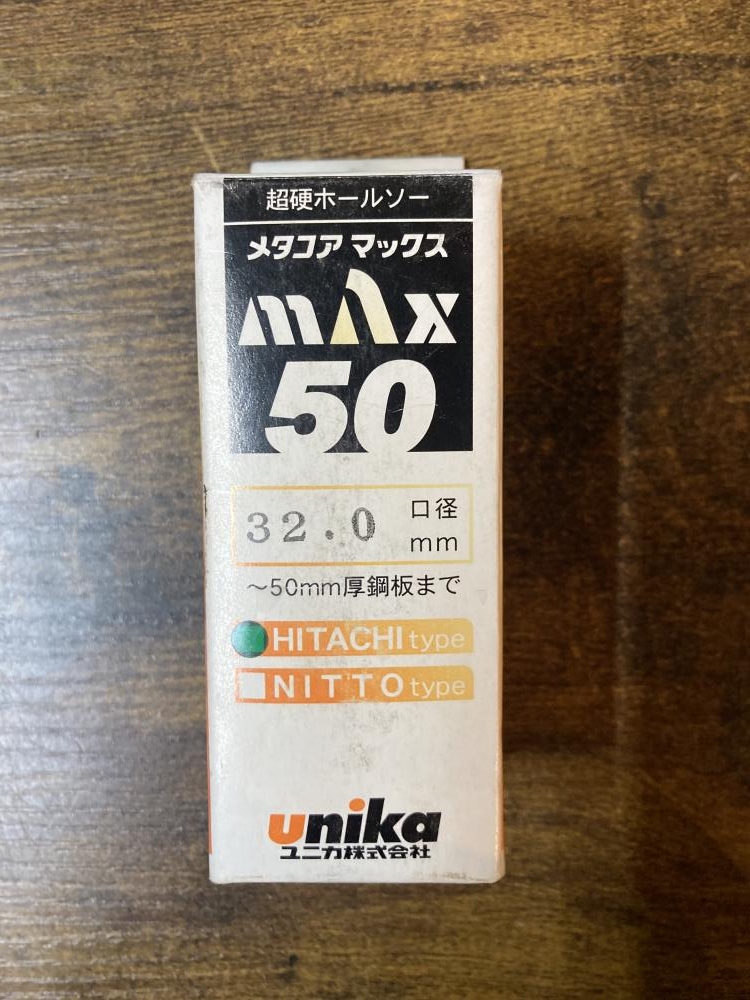 超硬ホールソー
メタコア マックス
mAx
50
32.0 口径
mm
～50mm厚鋼板まで
HITACHI type
NITTO type
unika
ユニカ株式会社